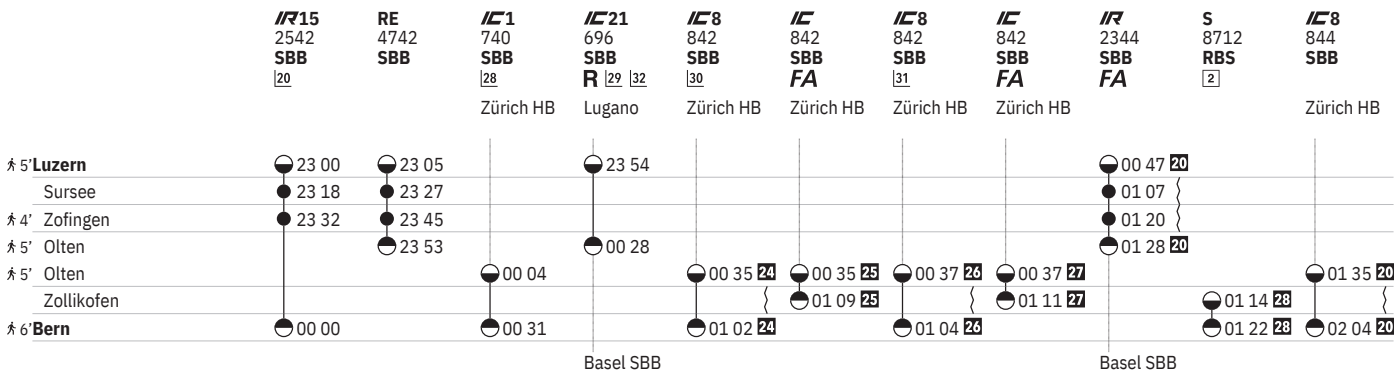 IR15 RE IC1 IC21 IC8 IC IC8 IC IR S IC8
2542 4742 740 696 842 842 842 842 2344 8712 844
SBB SBB SBB SBB SBB SBB SBB SBB SBB RBS SBB
20 28 R 29 32 30 FA 31 FA FA 2
Zürich HB Lugano Zürich HB Zürich HB Zürich HB Zürich HB Zürich HB
5' Luzern 23 00 23 05 23 54 00 47 20
Sursee 23 18 23 27 01 07
4' Zofingen 23 32 23 45 01 20
5' Olten 23 53 00 28 01 28 20
5' Olten 00 04 00 35 24 00 35 25 00 37 26 00 37 27 01 35 20
Zollikofen 01 09 25 01 11 27 01 14 28
6' Bern 00 00 00 31 01 02 24 01 04 26 01 22 28 02 04 20
Basel SBB Basel SBB